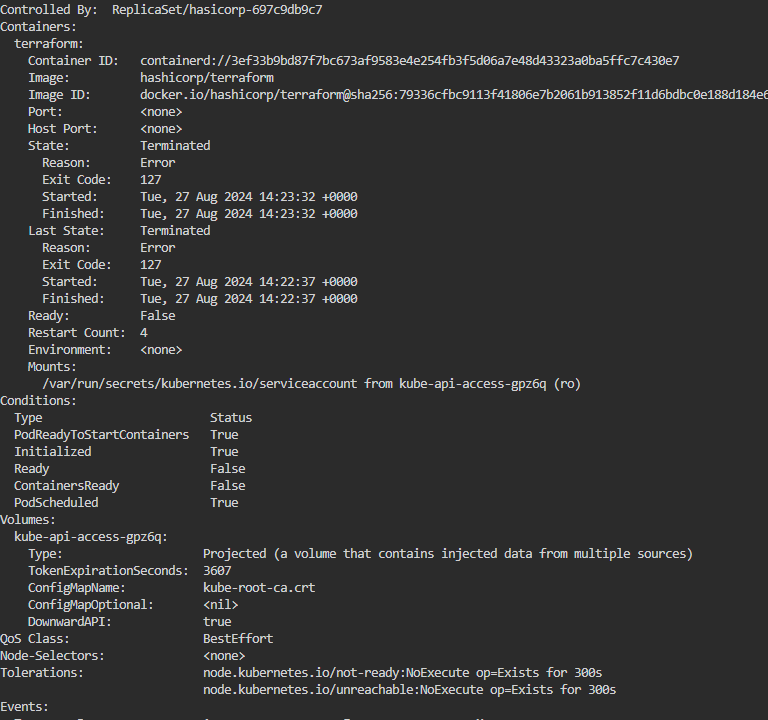 Controlled By:  ReplicaSet/hasicorp-697c9db9c7
Containers:
  terraform:
    Container ID:   containerd://3ef33b9bd87f7bc673af9583e4e254fb3f5d06a7e48d43323a0ba5ffc7c430e7
    Image:          hashicorp/terraform
    Image ID:       docker.io/hashicorp/terraform@sha256:79336cfbc9113f41806e7b2061b913852f11d6bdbc0e188d184e6
    Port:           <none>
    Host Port:      <none>
    State:          Terminated
      Reason:       Error
      Exit Code:    127
      Started:      Tue, 27 Aug 2024 14:23:32 +0000
      Finished:     Tue, 27 Aug 2024 14:23:32 +0000
    Last State:     Terminated
      Reason:       Error
      Exit Code:    127
      Started:      Tue, 27 Aug 2024 14:22:37 +0000
      Finished:     Tue, 27 Aug 2024 14:22:37 +0000
    Ready:          False
    Restart Count:  4
    Environment:    <none>
    Mounts:
      /var/run/secrets/kubernetes.io/serviceaccount from kube-api-access-gpz6q (ro)
Conditions:
  Type                        Status
  PodReadyToStartContainers   True
  Initialized                 True
  Ready                       False
  ContainersReady             False
  PodScheduled                True
Volumes:
  kube-api-access-gpz6q:
    Type:                    Projected (a volume that contains injected data from multiple sources)
    TokenExpirationSeconds:  3607
    ConfigMapName:           kube-root-ca.crt
    ConfigMapOptional:       <nil>
    DownwardAPI:             true
QoS Class:                   BestEffort
Node-Selectors:              <none>
Tolerations:                 node.kubernetes.io/not-ready:NoExecute op=Exists for 300s
                             node.kubernetes.io/unreachable:NoExecute op=Exists for 300s
Events: